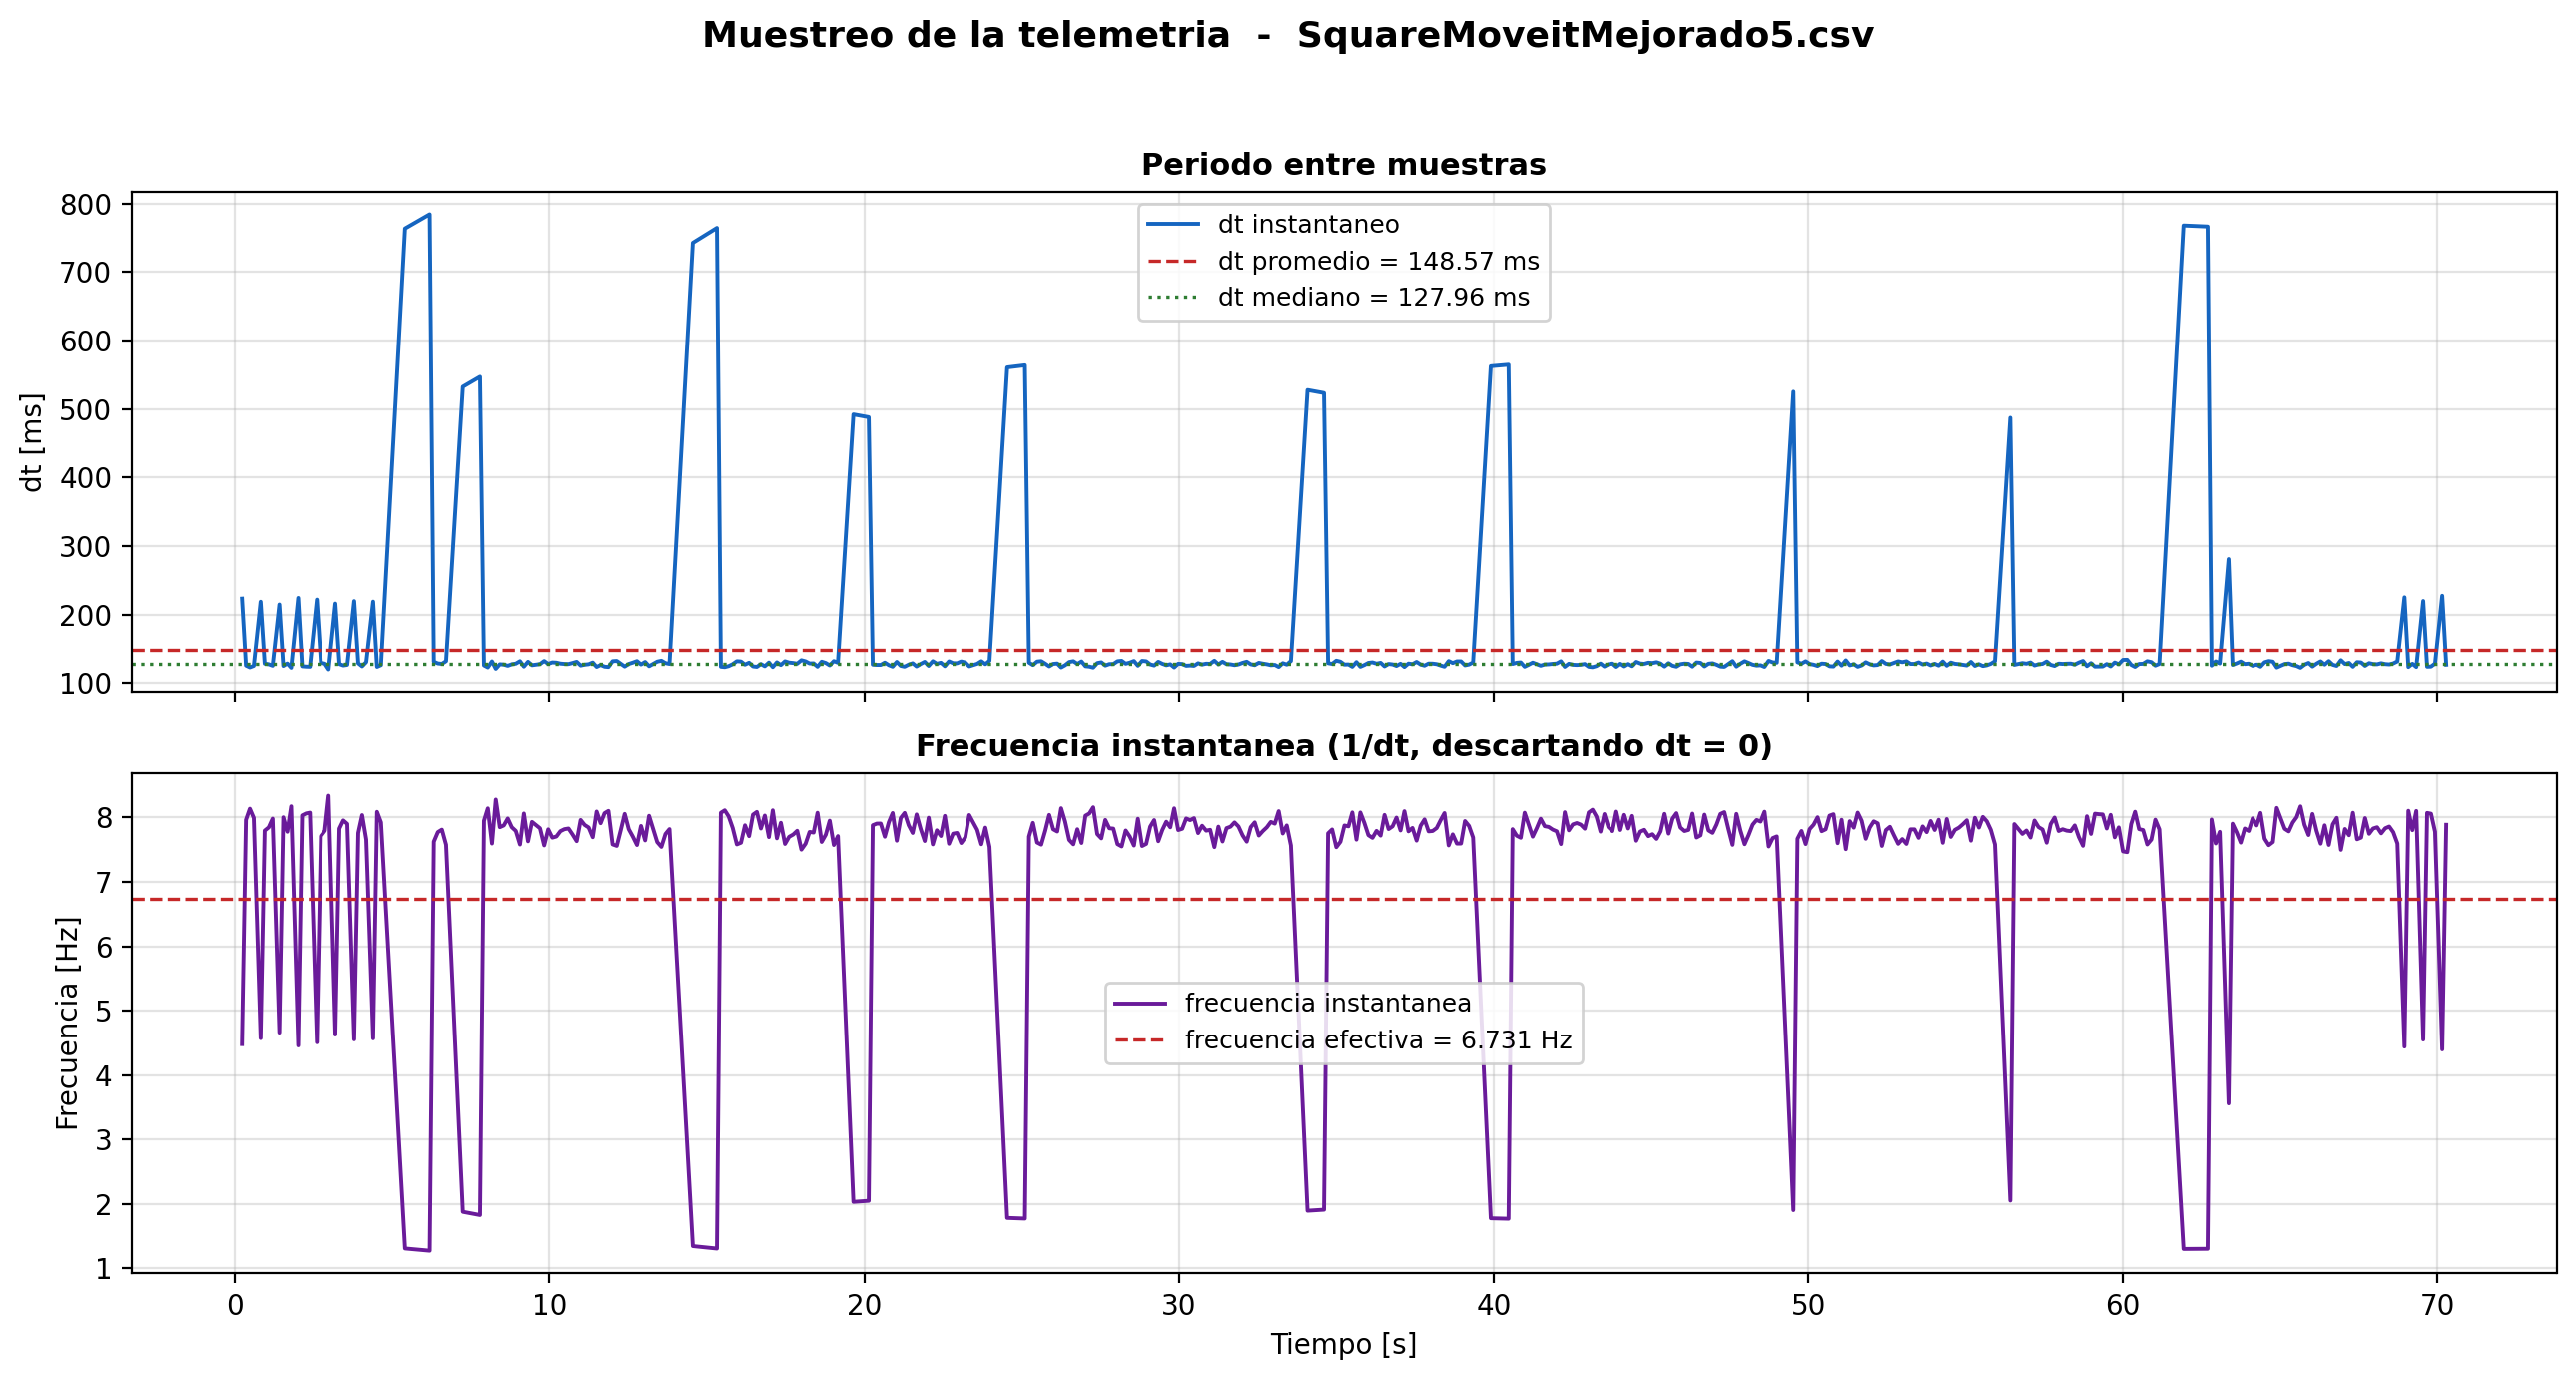 Muestreo de la telemetria  -  SquareMoveitMejorado5.csv
Periodo entre muestras
800
700
600
500
400
300
200
100
dt [ms]
dt instantaneo
dt promedio = 148.57 ms
dt mediano = 127.96 ms
Frecuencia instantanea (1/dt, descartando dt = 0)
8
7
6
5
4
3
2
1
Frecuencia [Hz]
frecuencia instantanea
frecuencia efectiva = 6.731 Hz
0 10 20 30 40 50 60 70
Tiempo [s]